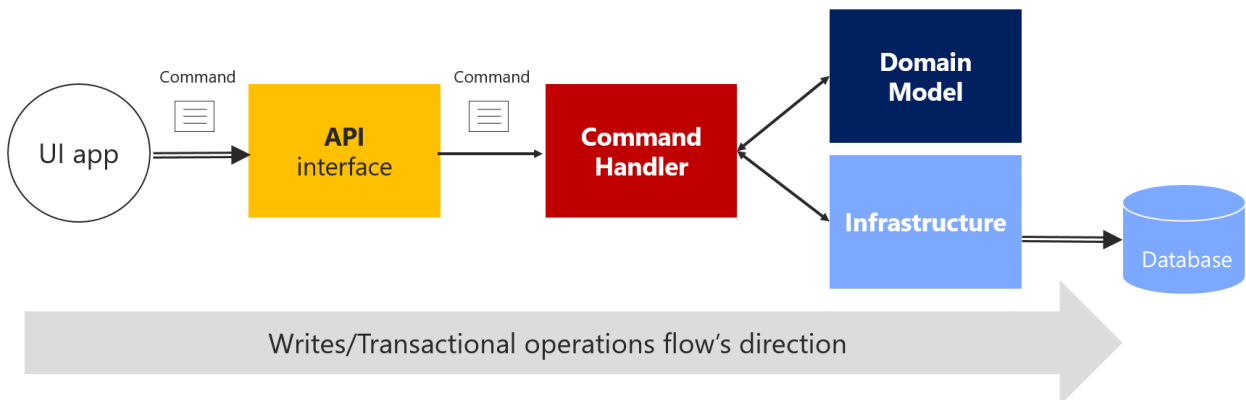 Command
Command
UI app
API
interface
Command
Handler
Domain
Model
Infrastructure
Database
Writes/Transactional operations flow’s direction